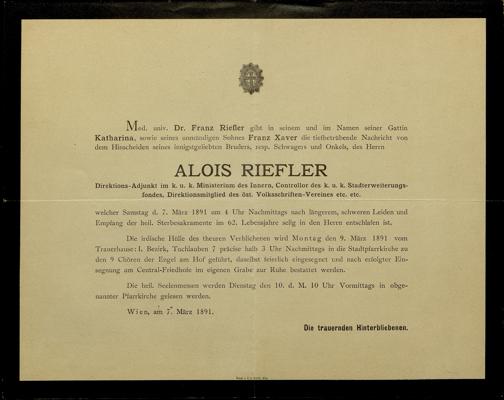 Med. univ. Dr. Franz Riefler gibt in seinem und im Namen seiner Gattin
Katharina, sowie seines unmündigen Sohnes Franz Xaver die tiefbetrübende Nachricht von
dem Hinscheiden seines innigstgeliebten Bruders, resp. Schwagers und Onkels, des Herrn
ALOIS RIEFLER
Direktions-Adjunkt im k. u. k. Ministerium des Innern, Controllor des k. u. k. Stadterweiterungs-
fondes, Direktionsmitglied des öst. Volksschriften-Vereines etc. etc.
welcher Samstag d. 7. März 1891 um 4 Uhr Nachmittags nach längerem, schweren Leiden und
Empfang der heil. Sterbesakramente im 62. Lebensjahre selig in den Herrn entschlafen ist.
Die irdische Hülle des theuren Verblichenen wird Montag den 9. März 1891 vom
Trauerhause: I. Bezirk, Tuchlauben 7 präcise halb 3 Uhr Nachmittags in die Stadtpfarrkirche zu
den 9 Chören der Engel am Hof geführt, daselbst feierlich eingesegnet und nach erfolgter Ein-
segnung am Central-Friedhofe im eigenen Grabe zur Ruhe bestattet werden.
Die heil. Seelenmessen werden Dienstag den 10. d. M. 10 Uhr Vormittags in obge-
nannter Pfarrkirche gelesen werden.
Wien, am 7. März 1891.
Die trauernden Hinterbliebenen.